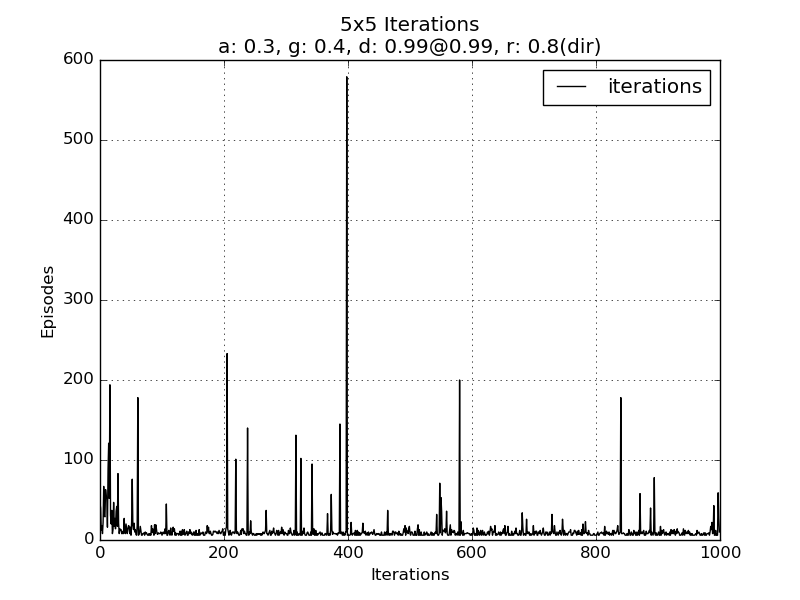 5x5 Iterations
a: 0.3, g: 0.4, d: 0.99@0.99, r: 0.8(dir)
600
iterations
500
400
300
Episodes
200
100
0
0 200 400 600 800 1000
Iterations